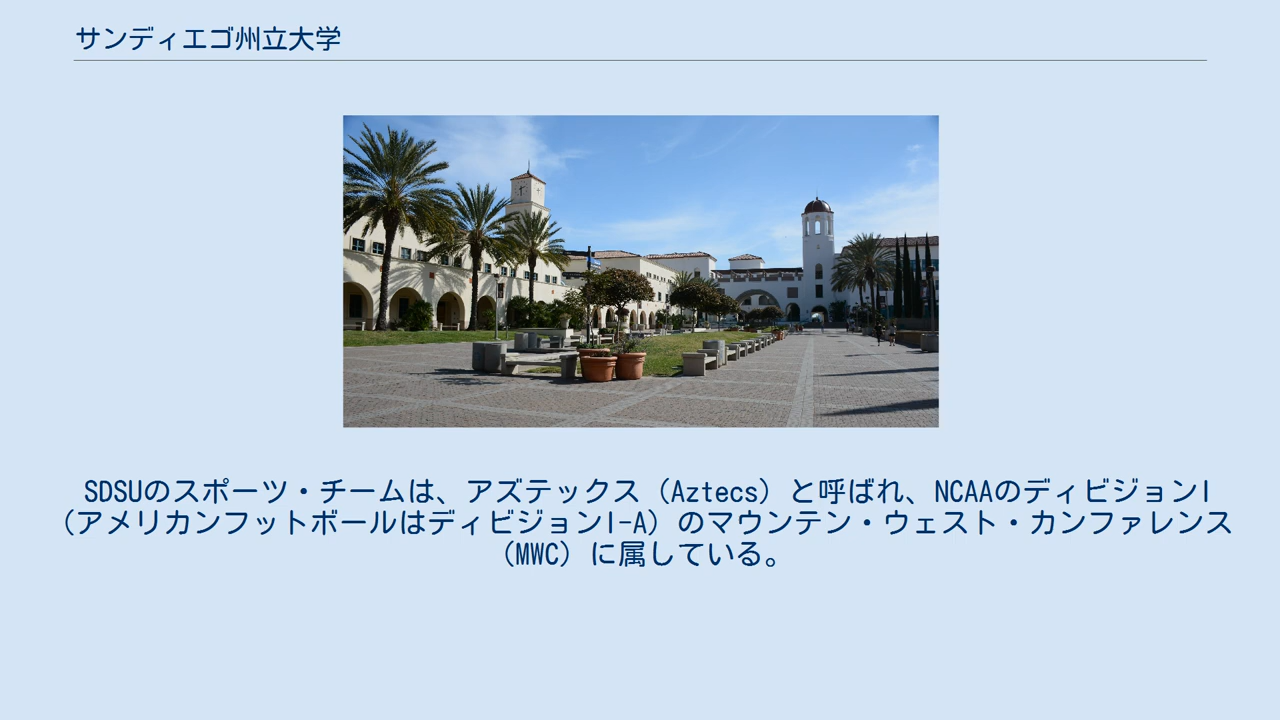 サンディエゴ州立大学
SDSUのスポーツ・チームは、アズテックス（Aztecs）と呼ばれ、NCAAのディビジョンI
（アメリカンフットボールはディビジョンI-A）のマウンテン・ウェスト・カンファレンス
（MWC）に属している。